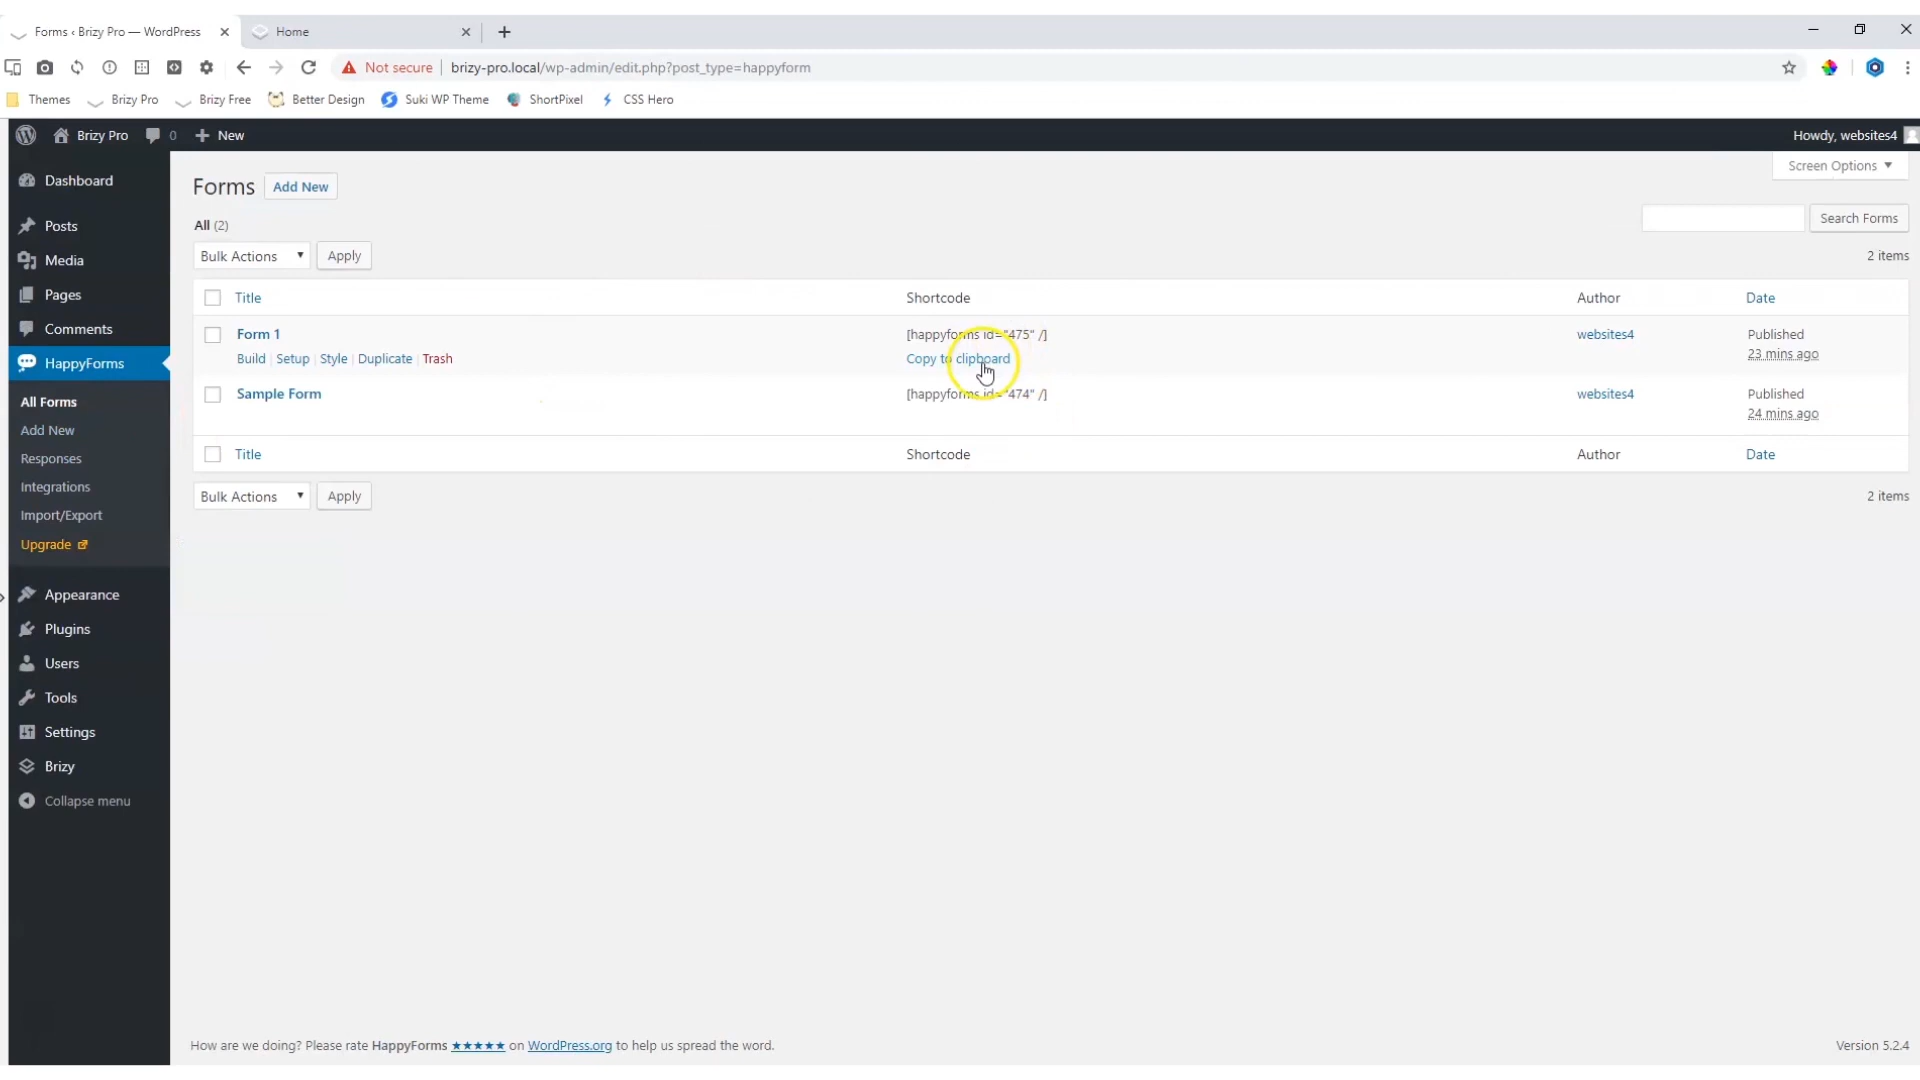 Forms ‹ Brizy Pro — WordPress
Home
Not secure
brizy-pro.local/wp-admin/edit.php?post_type=happyform
Themes
Brizy Pro
Brizy Free
Better Design
Suki WP Theme
ShortPixel
CSS Hero
Brizy Pro
0
New
Howdy, websites4
Screen Options
Dashboard
Posts
Media
Pages
Comments
HappyForms
All Forms
Add New
Responses
Integrations
Import/Export
Upgrade
Appearance
Plugins
Users
Tools
Settings
Brizy
Collapse menu
Forms
Add New
All (2)
Search Forms
Bulk Actions
Apply
2 items
Title
Shortcode
Author
Date
Form 1
[happyforms id="475" /]
websites4
Published
23 mins ago
Build | Setup | Style | Duplicate | Trash
Copy to clipboard
Sample Form
[happyforms id="474" /]
websites4
Published
24 mins ago
Title
Shortcode
Author
Date
Bulk Actions
Apply
2 items
How are we doing? Please rate HappyForms ★★★★★ on WordPress.org to help us spread the word.
Version 5.2.4